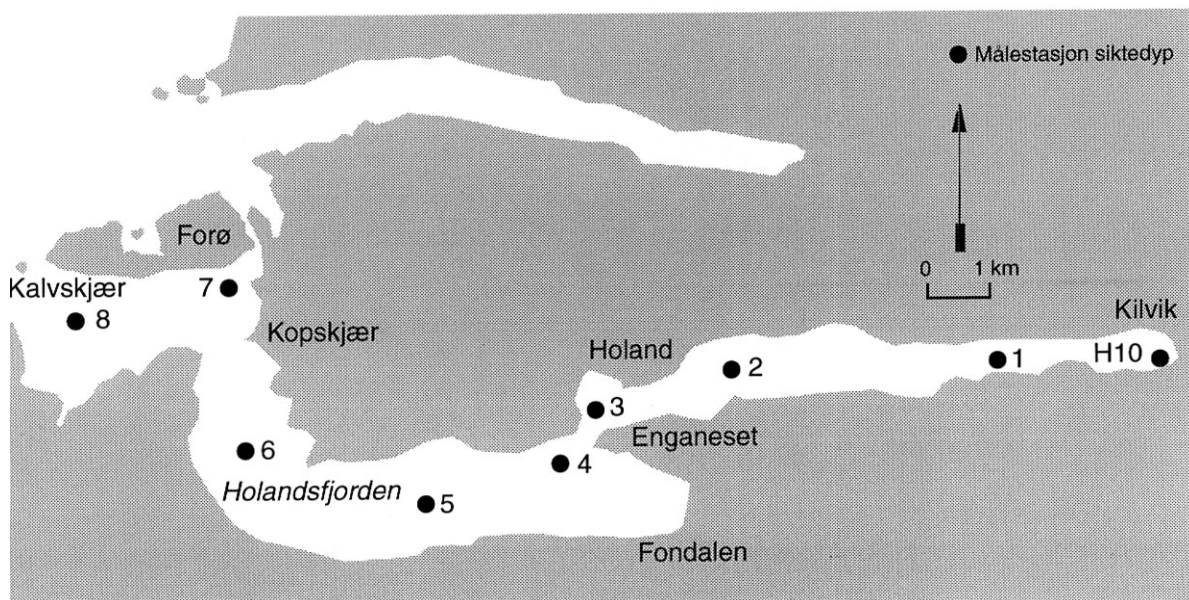 Målestasjon siktedyp
Forø
0 1 km
Kalvskjær
7
Kilvik
8
Kopskjær
Holand
H10
1
2
3
Enganeset
6
4
Holandsfjorden
5
Fondalen